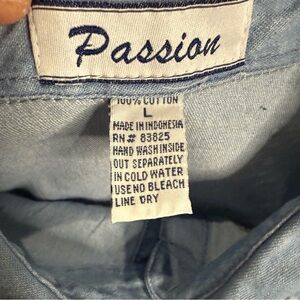 Passion
100% COTTON
L
MADE IN INDONESIA
RN# 83825
HAND WASH INSIDE
OUT SEPARATELY
IN COLD WATER
USE NO BLEACH
LINE DRY